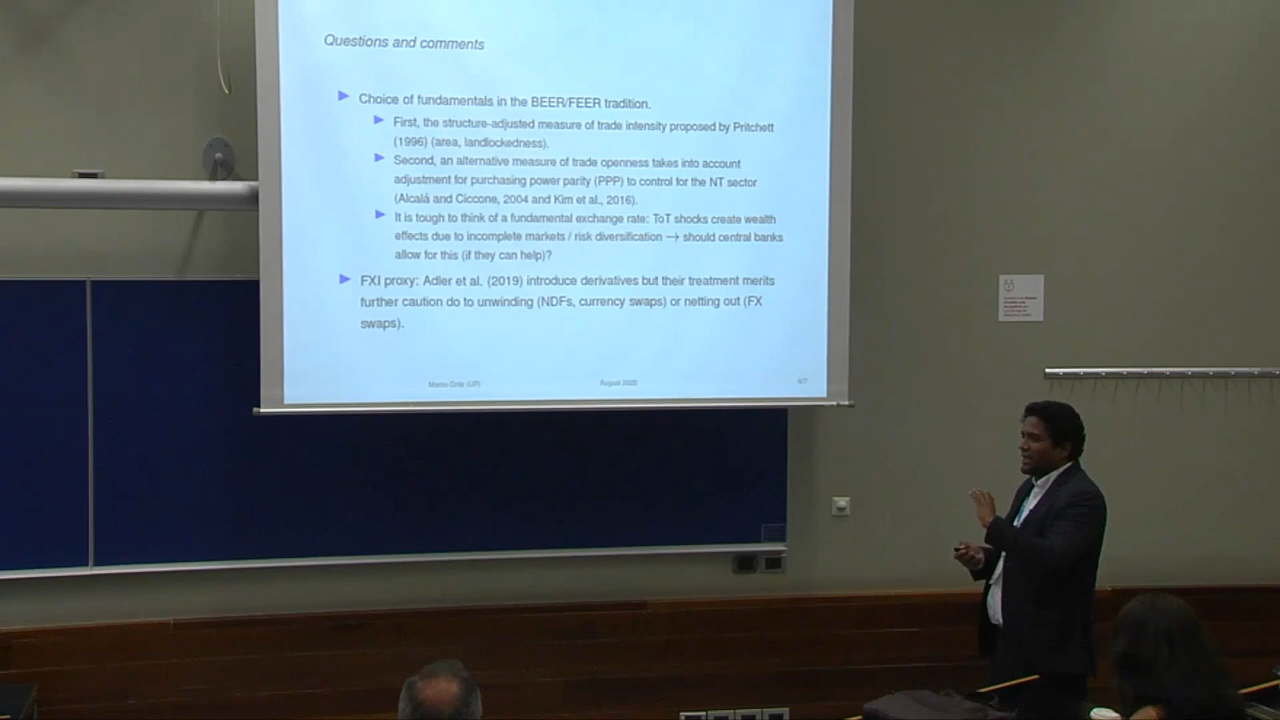 Questions and comments
Choice of fundamentals in the BEER/FEER tradition.
First, the structure-adjusted measure of trade intensity proposed by Pritchett
(1996) (area, landlockedness).
Second, an alternative measure of trade openness takes into account
adjustment for purchasing power parity (PPP) to control for the NT sector
(Alcalá and Ciccone, 2004 and Kim et al., 2016).
It is tough to think of a fundamental exchange rate: ToT shocks create wealth
effects due to incomplete markets / risk diversification → should central banks
allow for this (if they can help)?
FXI proxy: Adler et al. (2019) introduce derivatives but their treatment merits
further caution do to unwinding (NDFs, currency swaps) or netting out (FX
swaps).
(UP)
August